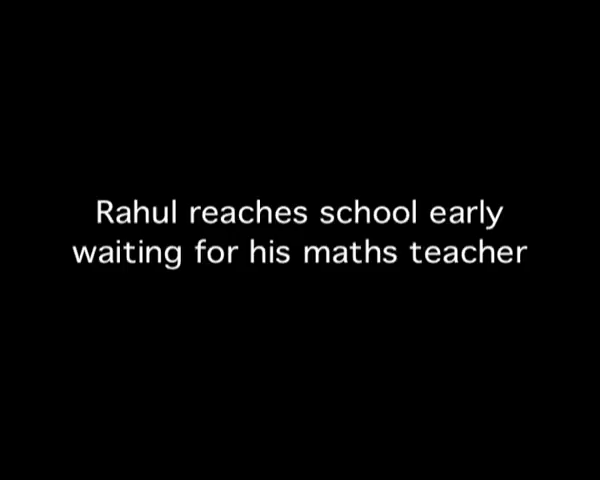 Rahul reaches school early
waiting for his maths teacher